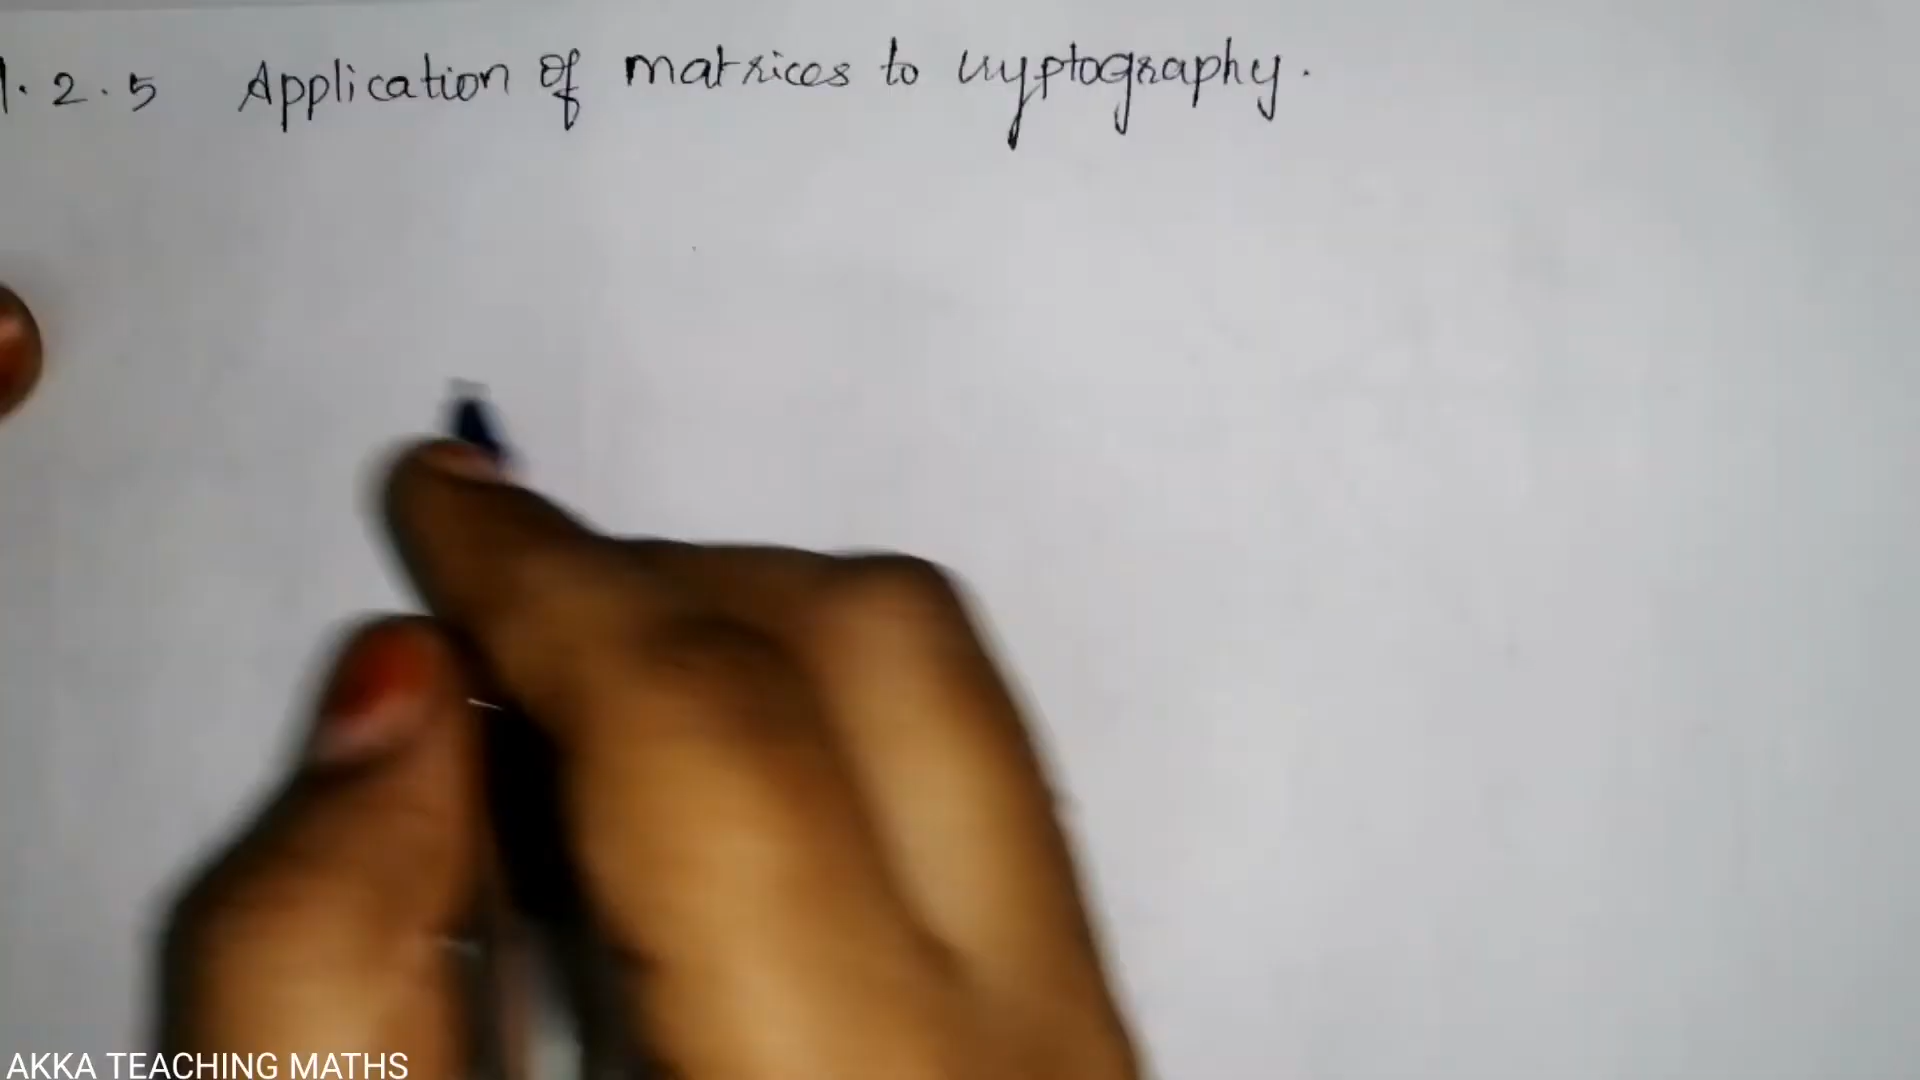 1.2.5 Application of matrices to cryptography.
AKKA TEACHING MATHS